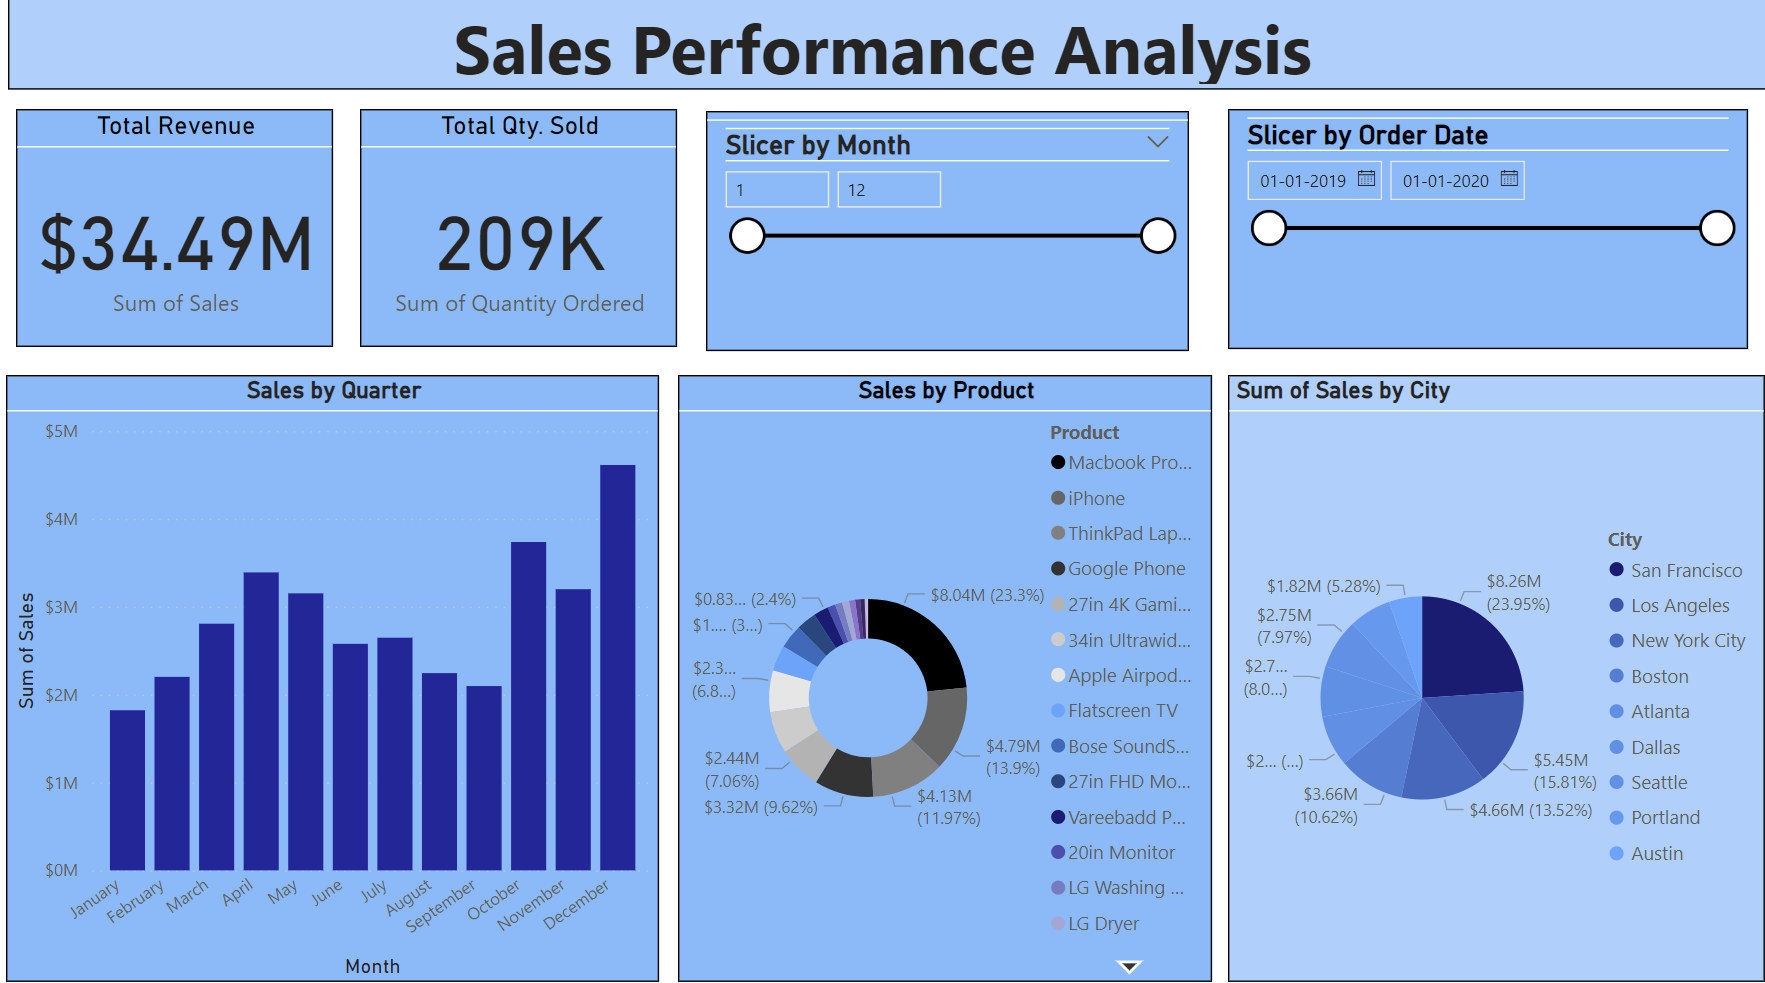 Sales Performance Analysis
Total Revenue
$34.49M
Sum of Sales
Total Qty. Sold
209K
Sum of Quantity Ordered
Slicer by Month
1
12
Slicer by Order Date
01-01-2019
01-01-2020
Sales by Quarter
Sum of Sales
$5M
$4M
$3M
$2M
$1M
$0M
January
February
March
April
May
June
July
August
September
October
November
December
Month
Sales by Product
$8.04M (23.3%)
$4.79M
(13.9%)
$4.13M
(11.97%)
$3.32M (9.62%)
$2.44M
(7.06%)
$2.3...
(6.8...)
$1.... (3...)
$0.83... (2.4%)
Product
Macbook Pro...
iPhone
ThinkPad Lap...
Google Phone
27in 4K Gami...
34in Ultrawid...
Apple Airpod...
Flatscreen TV
Bose SoundS...
27in FHD Mo...
Vareebadd P...
20in Monitor
LG Washing ...
LG Dryer
Sum of Sales by City
$8.26M
(23.95%)
$5.45M
(15.81%)
$4.66M (13.52%)
$3.66M
(10.62%)
$2... (...)
$2.7...
(8.0...)
$2.75M
(7.97%)
$1.82M (5.28%)
City
San Francisco
Los Angeles
New York City
Boston
Atlanta
Dallas
Seattle
Portland
Austin